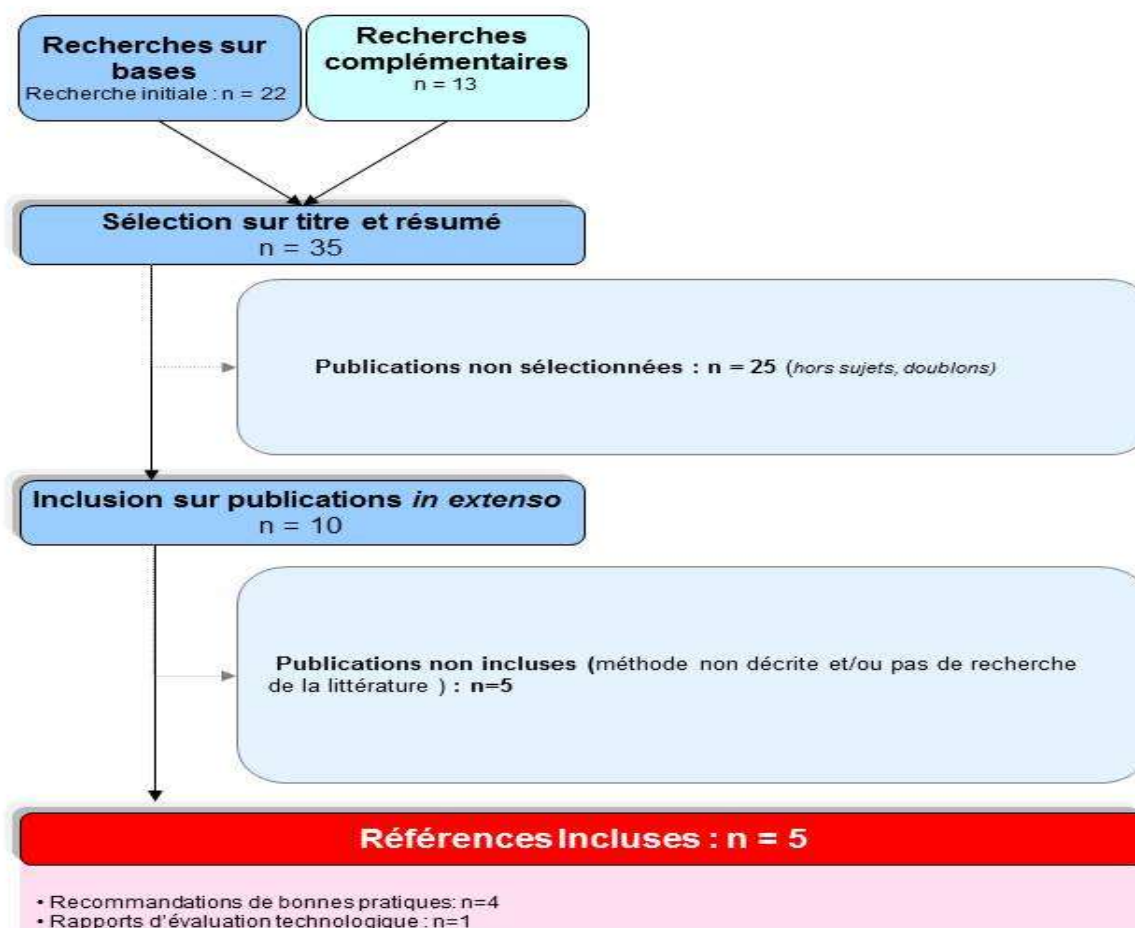 Recherches sur
bases
Recherche initiale : n = 22
Recherches
complémentaires
n = 13
Sélection sur titre et résumé
n = 35
Publications non sélectionnées : n = 25 (hors sujets, doublons)
Inclusion sur publications in extenso
n = 10
Publications non incluses (méthode non décrite et/ou pas de recherche
de la littérature ) : n=5
Références Incluses : n = 5
• Recommandations de bonnes pratiques: n=4
• Rapports d'évaluation technologique : n=1